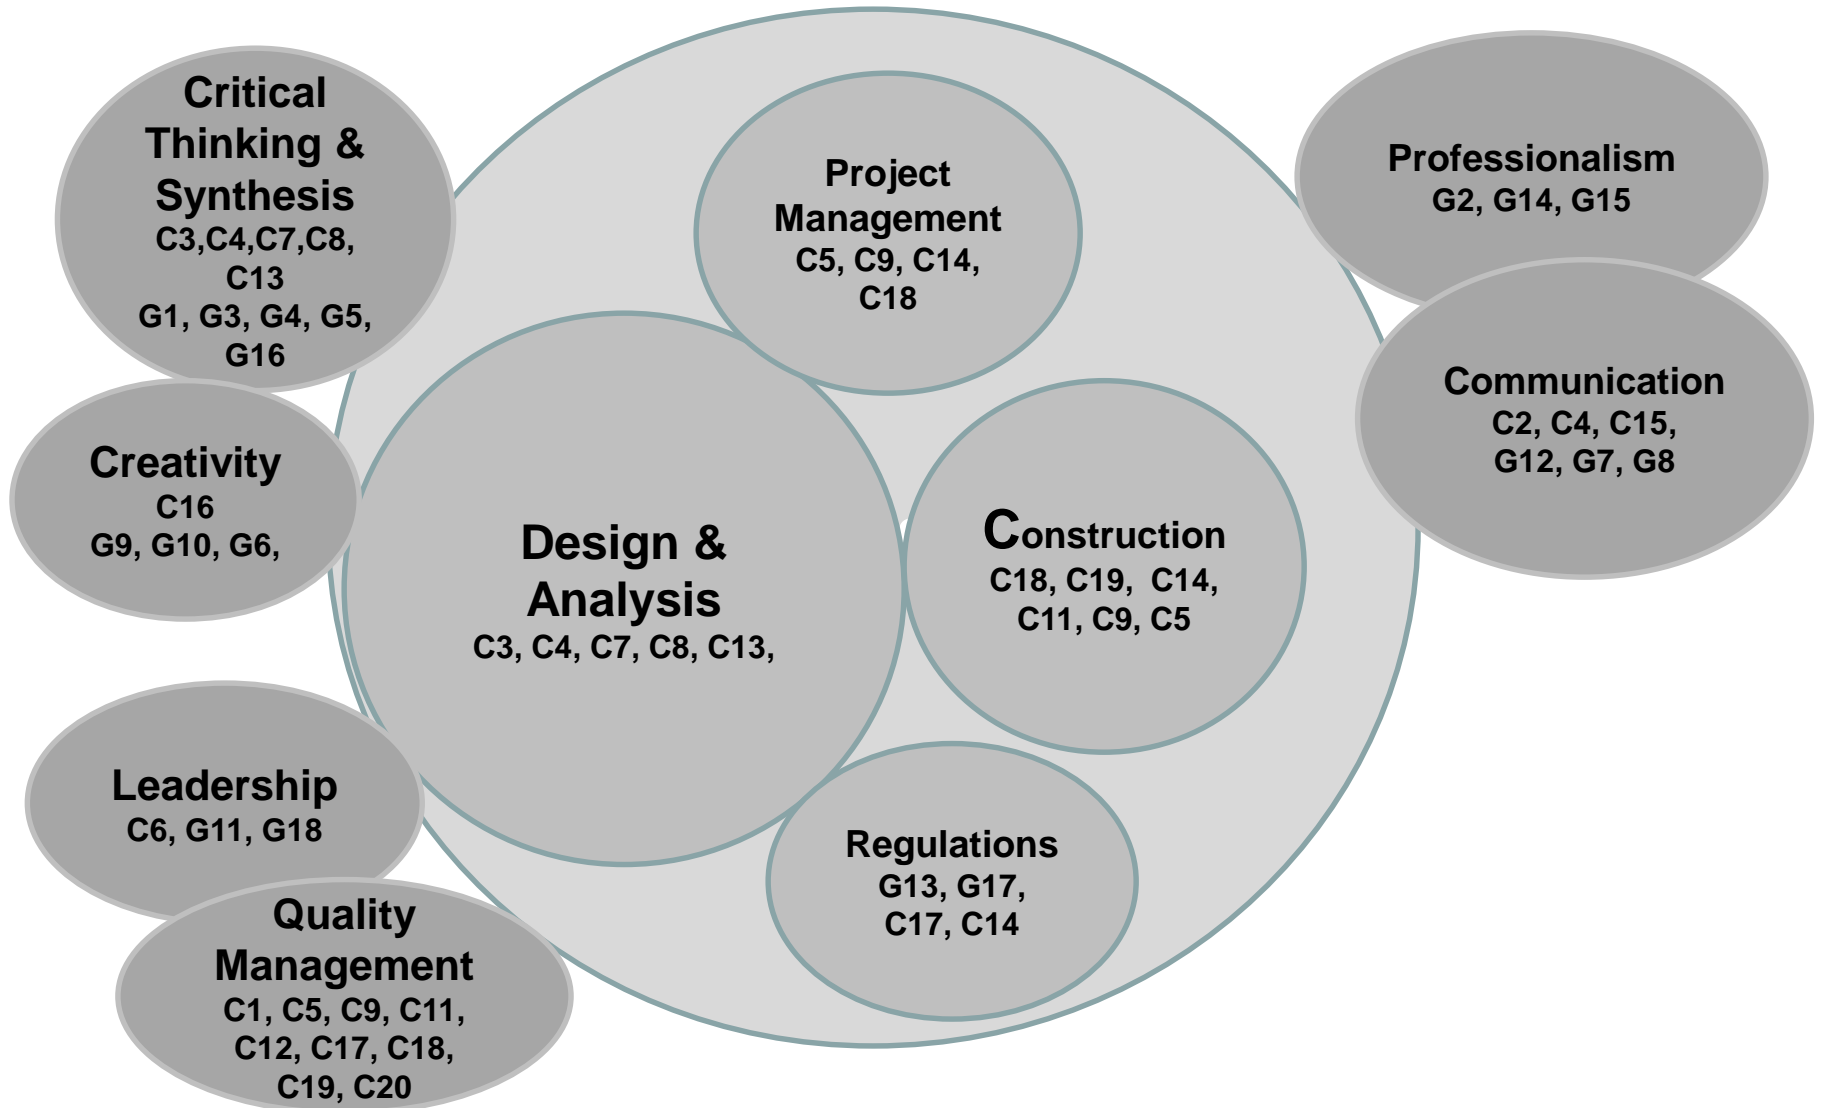 Critical
Thinking &
Synthesis
C3,C4,C7,C8,
C13
G1, G3, G4, G5,
G16
Project
Management
C5, C9, C14,
C18
Professionalism
G2, G14, G15
Communication
C2, C4, C15,
G12, G7, G8
Creativity
C16
G9, G10, G6,
Design &
Analysis
C3, C4, C7, C8, C13,
Construction
C18, C19,  C14,
C11, C9, C5
Leadership
C6, G11, G18
Regulations
G13, G17,
C17, C14
Quality
Management
C1, C5, C9, C11,
C12, C17, C18,
C19, C20